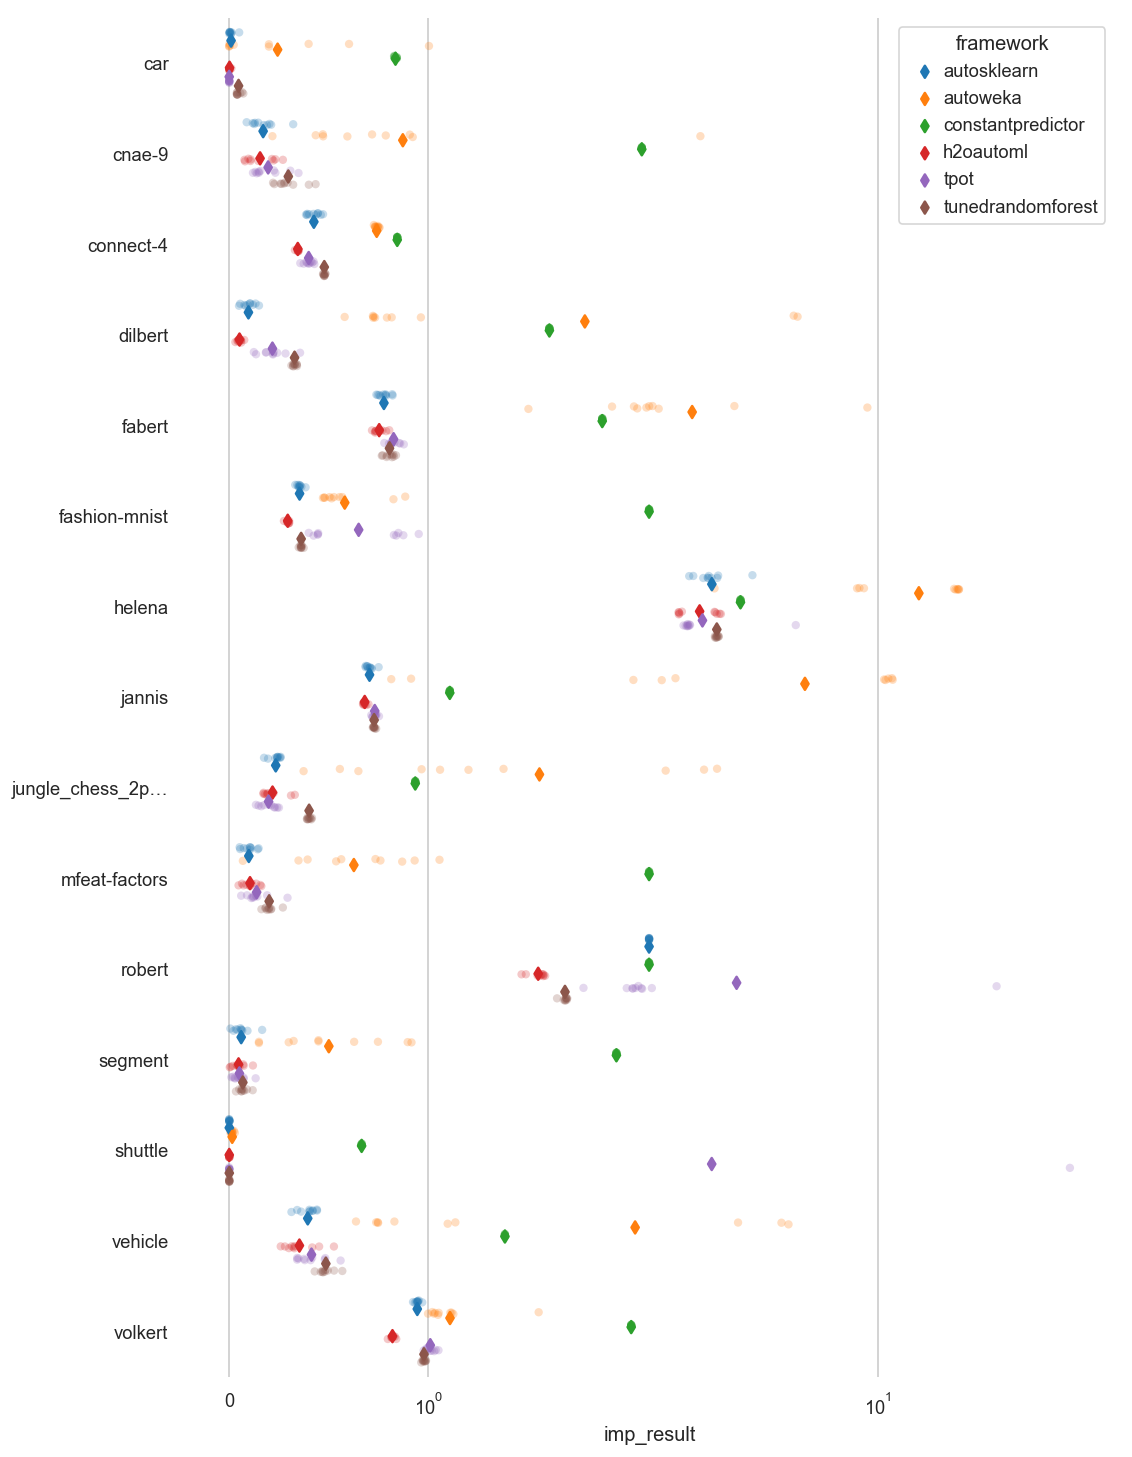 framework
autosklearn
autoweka
constantpredictor
h2oautoml
tpot
tunedrandomforest
car
cnae-9
connect-4
dilbert
fabert
fashion-mnist
helena
jannis
jungle_chess_2p…
mfeat-factors
robert
segment
shuttle
vehicle
volkert
0 10⁰ 10¹
imp_result